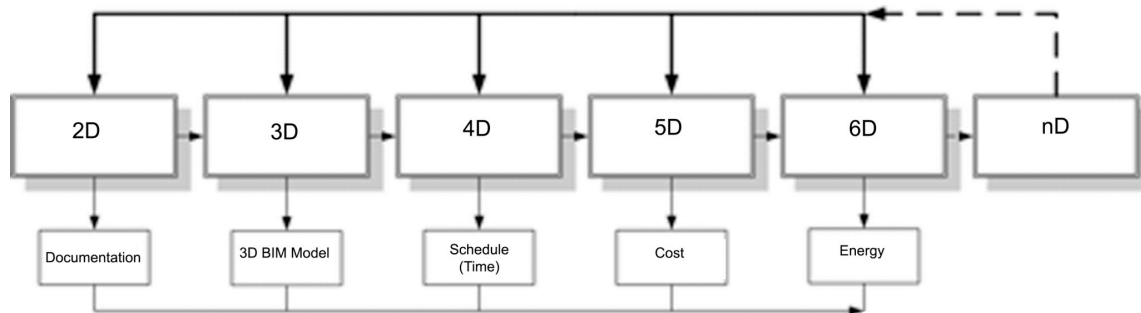 2D
3D
4D
5D
6D
nD
Documentation
3D BIM Model
Schedule
(Time)
Cost
Energy